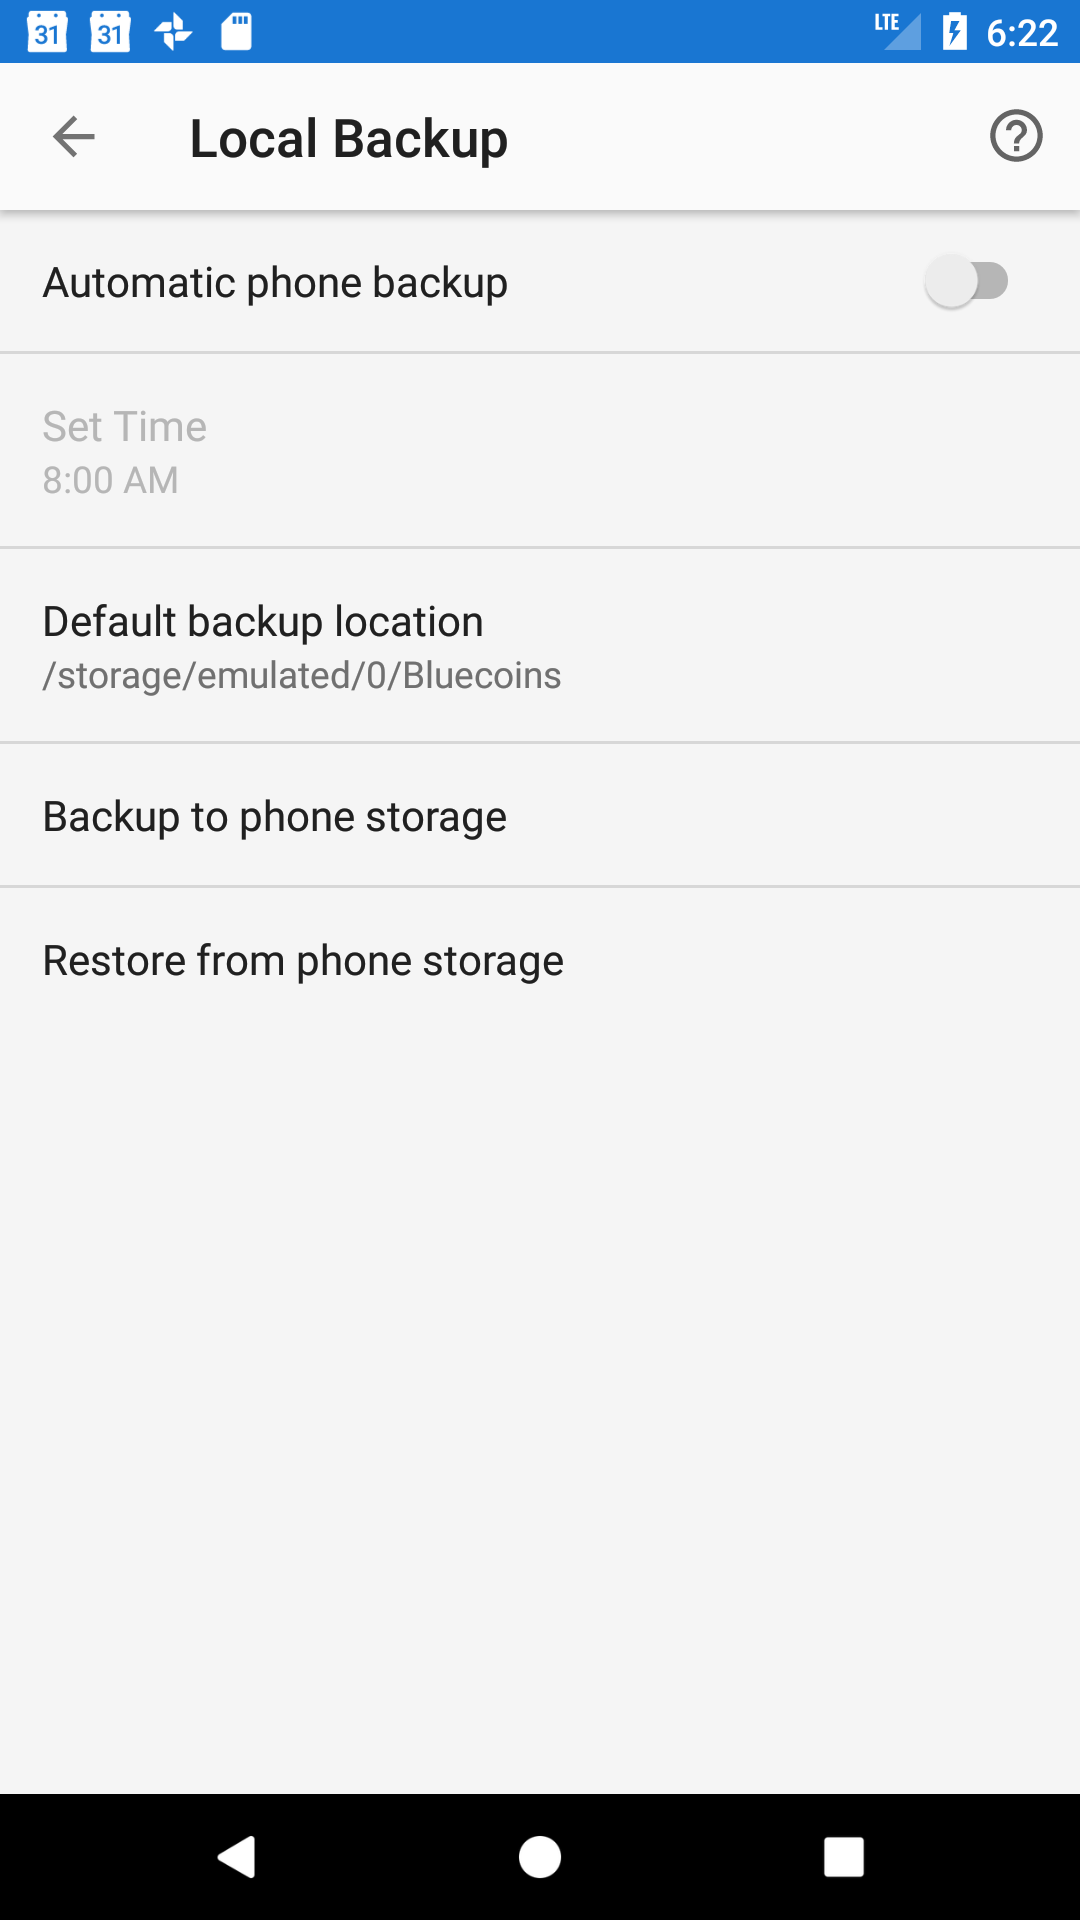 31 31 LTE 6:22
Local Backup
Automatic phone backup
Set Time
8:00 AM
Default backup location
/storage/emulated/0/Bluecoins
Backup to phone storage
Restore from phone storage